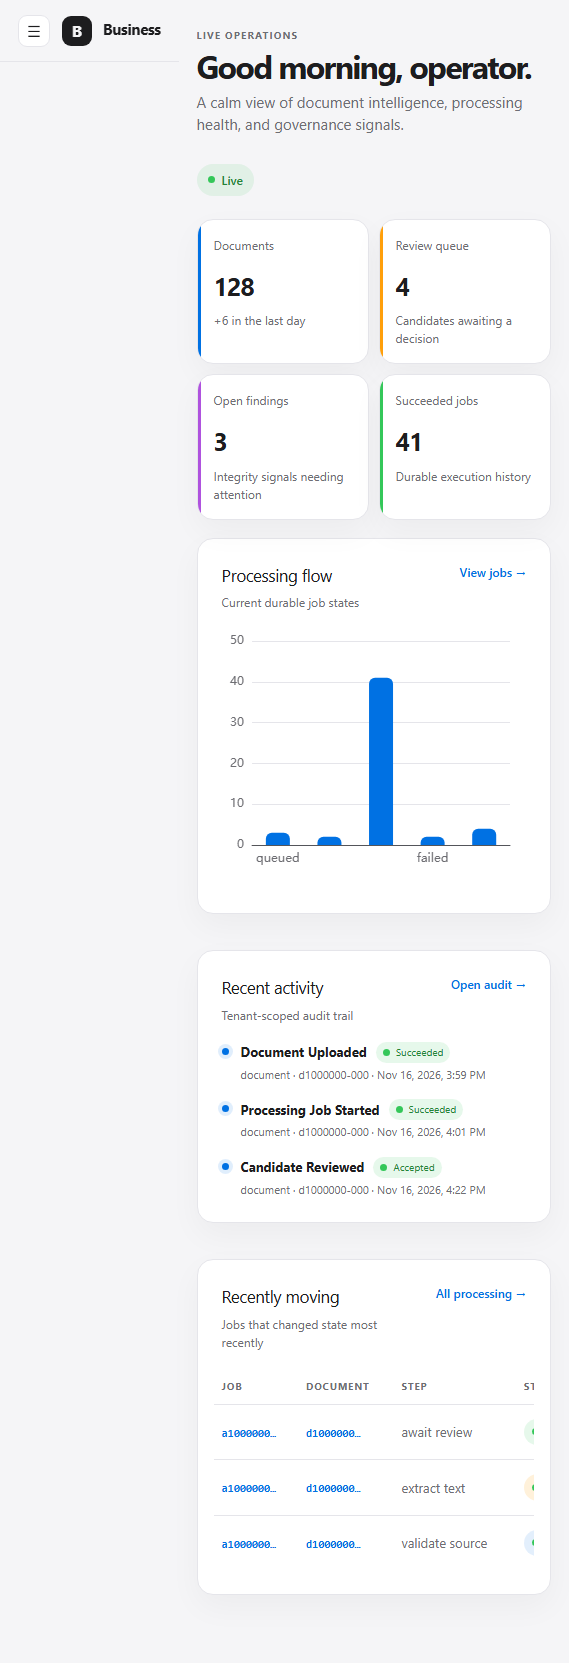 ☰ B Business
LIVE OPERATIONS
Good morning, operator.
A calm view of document intelligence, processing
health, and governance signals.
Live
Documents
128
+6 in the last day
Review queue
4
Candidates awaiting a
decision
Open findings
3
Integrity signals needing
attention
Succeeded jobs
41
Durable execution history
Processing flow
View jobs →
Current durable job states
50
40
30
20
10
0
queued failed
Recent activity
Open audit →
Tenant-scoped audit trail
Document Uploaded Succeeded
document · d1000000-000 · Nov 16, 2026, 3:59 PM
Processing Job Started Succeeded
document · d1000000-000 · Nov 16, 2026, 4:01 PM
Candidate Reviewed Accepted
document · d1000000-000 · Nov 16, 2026, 4:22 PM
Recently moving
All processing →
Jobs that changed state most
recently
JOB DOCUMENT STEP
a1000000… d1000000… await review
a1000000… d1000000… extract text
a1000000… d1000000… validate source